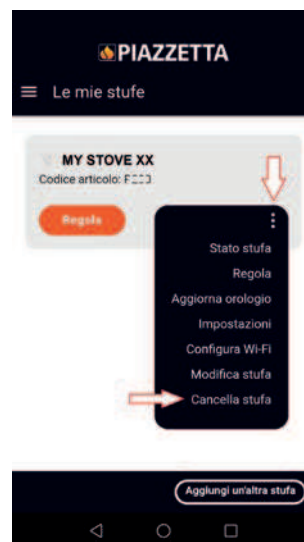 PIAZZETTA
Le mie stufe
MY STOVE XX
Codice articolo: F
Regola
Stato stufa
Regola
Aggiorna orologio
Impostazioni
Configura Wi-Fi
Modifica stufa
Cancella stufa
Aggiungi un'altra stufa